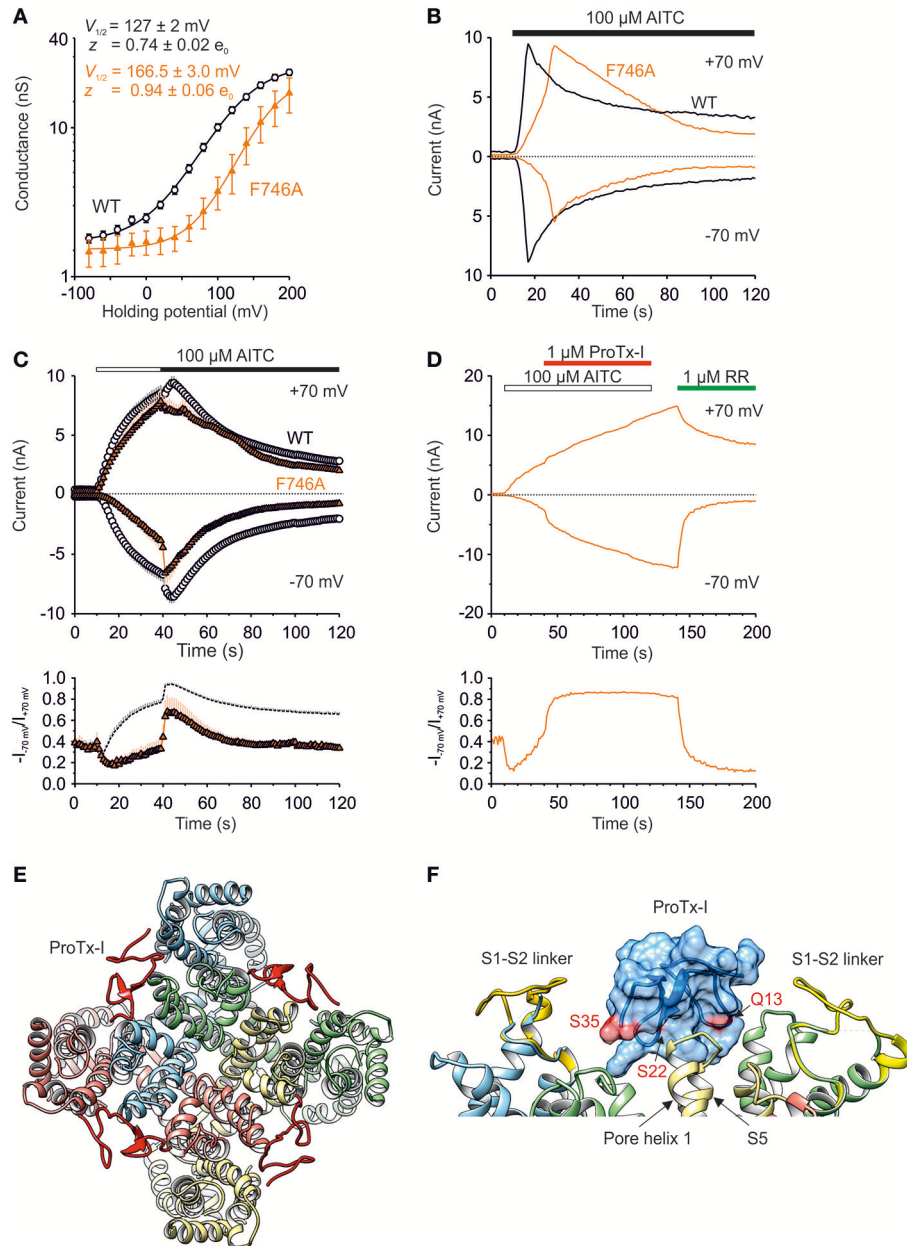 A
V1/2 = 127 ± 2 mV
z = 0.74 ± 0.02 e0
V1/2 = 166.5 ± 3.0 mV
z = 0.94 ± 0.06 e0
40
10
1
Conductance (nS)
WT
F746A
-100
0
100
200
Holding potential (mV)
B
100 µM AITC
10
5
0
5
10
Current (nA)
F746A
+70 mV
WT
-70 mV
0
20
40
60
80
100
120
Time (s)
C
100 µM AITC
10
5
0
-5
-10
Current (nA)
+70 mV
WT
F746A
-70 mV
0
20
40
60
80
100
120
Time (s)
1.0
0.8
0.6
0.4
0.2
0.0
-I-70 mV/I+70 mV
0
20
40
60
80
100
120
Time (s)
D
1 µM ProTx-I
100 µM AITC
1 µM RR
20
10
0
-10
-20
Current (nA)
+70 mV
-70 mV
0
50
100
150
200
Time (s)
1.0
0.8
0.6
0.4
0.2
0.0
-I-70 mV/I+70 mV
0
50
100
150
200
Time (s)
E
ProTx-I
F
ProTx-I
S1-S2 linker
S1-S2 linker
Q13
S35
S22
Pore helix 1
S5